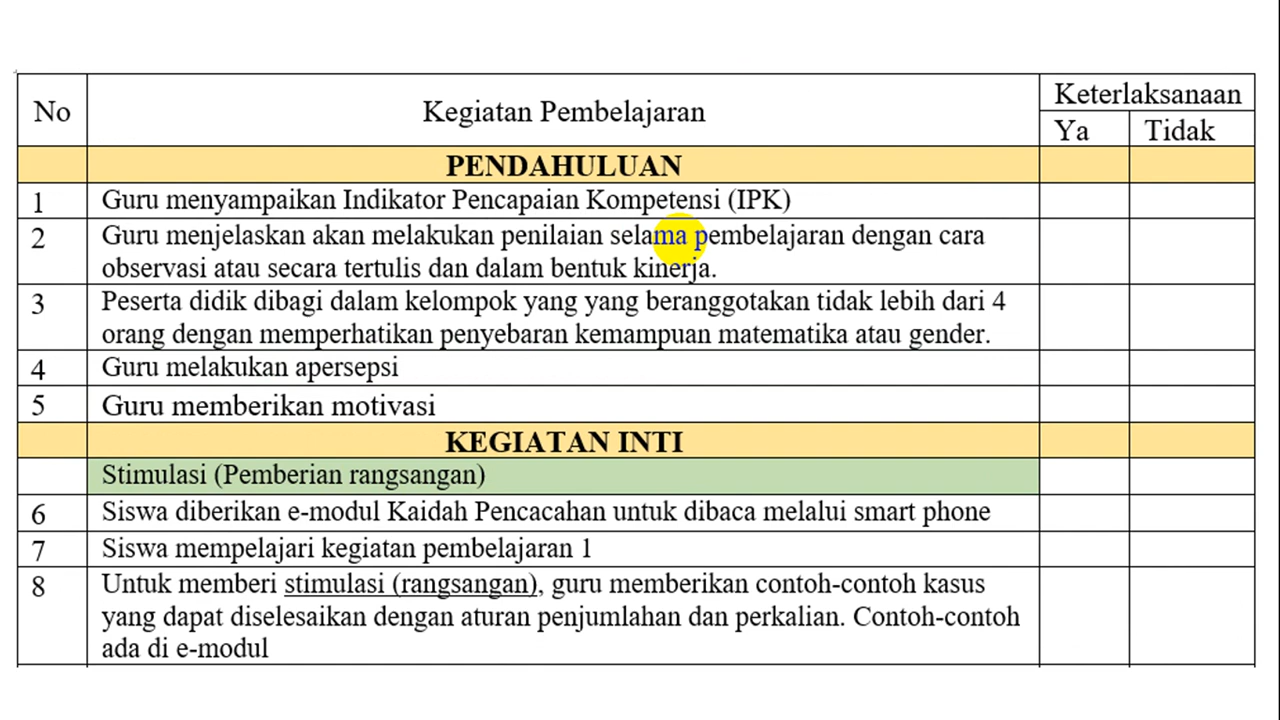 No
Kegiatan Pembelajaran
Keterlaksanaan
Ya
Tidak
PENDAHULUAN
1 Guru menyampaikan Indikator Pencapaian Kompetensi (IPK)
2 Guru menjelaskan akan melakukan penilaian selama pembelajaran dengan cara
observasi atau secara tertulis dan dalam bentuk kinerja.
3 Peserta didik dibagi dalam kelompok yang yang beranggotakan tidak lebih dari 4
orang dengan memperhatikan penyebaran kemampuan matematika atau gender.
4 Guru melakukan apersepsi
5 Guru memberikan motivasi
KEGIATAN INTI
Stimulasi (Pemberian rangsangan)
6 Siswa diberikan e-modul Kaidah Pencacahan untuk dibaca melalui smart phone
7 Siswa mempelajari kegiatan pembelajaran 1
8 Untuk memberi stimulasi (rangsangan), guru memberikan contoh-contoh kasus
yang dapat diselesaikan dengan aturan penjumlahan dan perkalian. Contoh-contoh
ada di e-modul